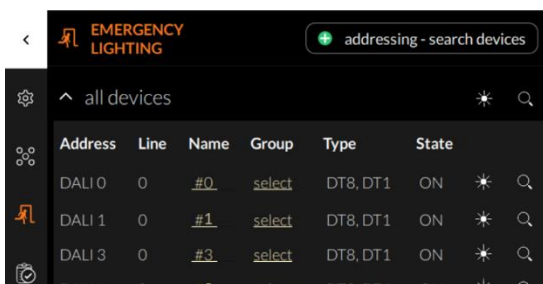 EMERGENCY
LIGHTING
addressing - search devices
all devices
Address Line Name Group Type State
DALI 0 0 #0 select DT8, DT1 ON
DALI 1 0 #1 select DT8, DT1 ON
DALI 3 0 #3 select DT8, DT1 ON